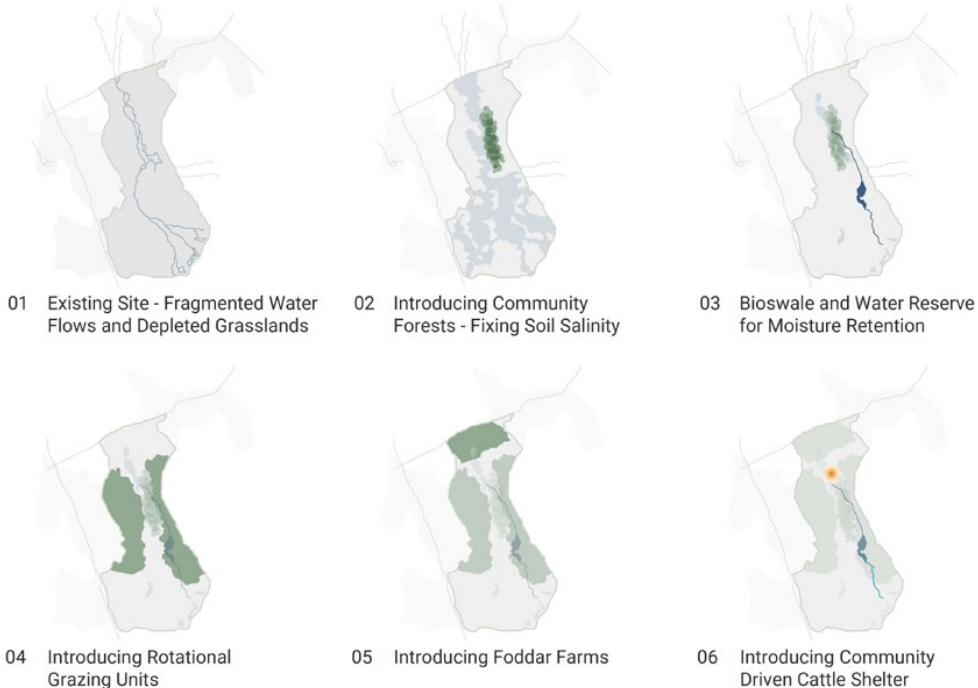 01 Existing Site - Fragmented Water
Flows and Depleted Grasslands
02 Introducing Community
Forests - Fixing Soil Salinity
03 Bioswale and Water Reserve
for Moisture Retention
04 Introducing Rotational
Grazing Units
05 Introducing Foddar Farms
06 Introducing Community
Driven Cattle Shelter